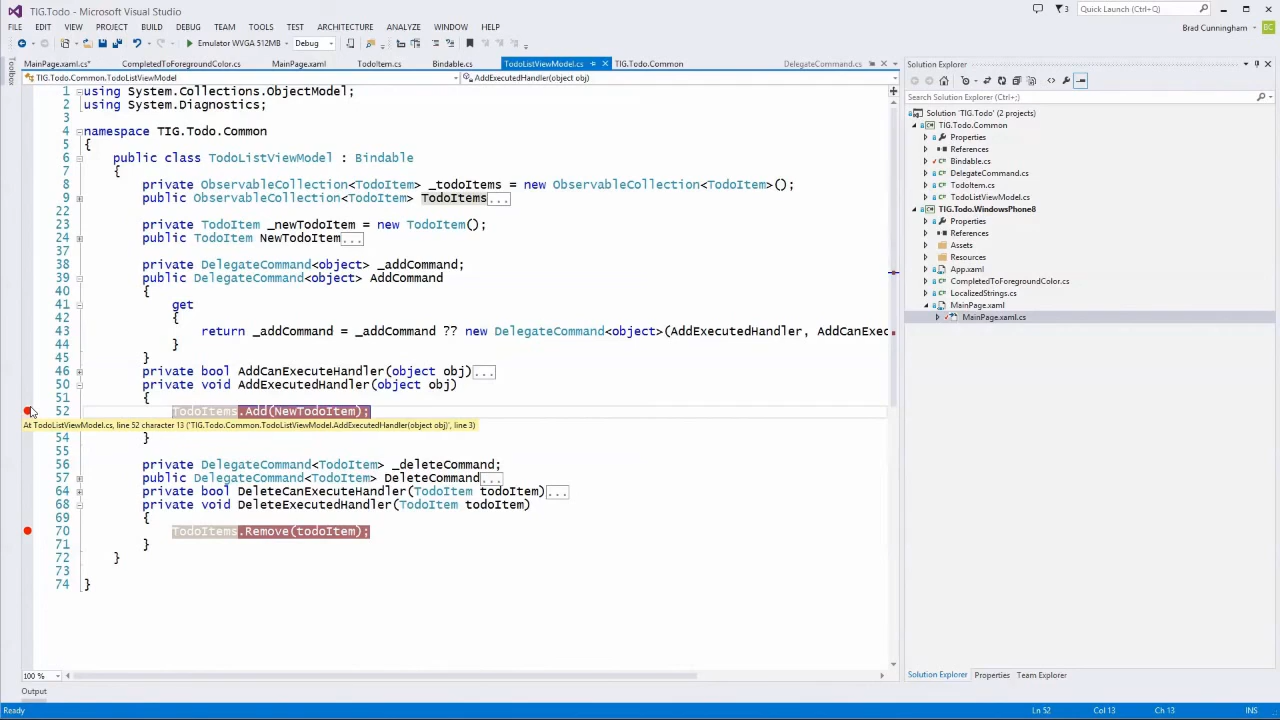 TIG.Todo - Microsoft Visual Studio
3
Quick Launch (Ctrl+Q)
FILE EDIT VIEW PROJECT BUILD DEBUG TEAM TOOLS TEST ARCHITECTURE ANALYZE WINDOW HELP
Brad Cunningham BC
Emulator WVGA 512MB Debug
MainPage.xaml.cs* CompletedToForegroundColor.cs MainPage.xaml TodoItem.cs Bindable.cs TodoListViewModel.cs TIG.Todo.Common DelegateCommand.cs
Toolbox
TIG.Todo.Common.TodoListViewModel AddExecutedHandler(object obj)
1 using System.Collections.ObjectModel;
2 using System.Diagnostics;
3
4 namespace TIG.Todo.Common
5 {
6 public class TodoListViewModel : Bindable
7 {
8 private ObservableCollection<TodoItem> _todoItems = new ObservableCollection<TodoItem>();
9 public ObservableCollection<TodoItem> TodoItems...
22
23 private TodoItem _newTodoItem = new TodoItem();
24 public TodoItem NewTodoItem...
37
38 private DelegateCommand<object> _addCommand;
39 public DelegateCommand<object> AddCommand
40 {
41 get
42 {
43 return _addCommand = _addCommand ?? new DelegateCommand<object>(AddExecutedHandler, AddCanExec
44 }
45 }
46 private bool AddCanExecuteHandler(object obj)...
50 private void AddExecutedHandler(object obj)
51 {
52 TodoItems.Add(NewTodoItem);
At TodoListViewModel.cs, line 52 character 13 ('TIG.Todo.Common.TodoListViewModel.AddExecutedHandler(object obj)', line 3)
54 }
55
56 private DelegateCommand<TodoItem> _deleteCommand;
57 public DelegateCommand<TodoItem> DeleteCommand...
64 private bool DeleteCanExecuteHandler(TodoItem todoItem)...
68 private void DeleteExecutedHandler(TodoItem todoItem)
69 {
70 TodoItems.Remove(todoItem);
71 }
72 }
73
74 }
100 %
Output
Ready
Ln 52 Col 13 Ch 13 INS
Solution Explorer
Search Solution Explorer (Ctrl+;)
Solution 'TIG.Todo' (2 projects)
TIG.Todo.Common
Properties
References
Bindable.cs
DelegateCommand.cs
TodoItem.cs
TodoListViewModel.cs
TIG.Todo.WindowsPhone8
Properties
References
Assets
Resources
App.xaml
CompletedToForegroundColor.cs
LocalizedStrings.cs
MainPage.xaml
MainPage.xaml.cs
Solution Explorer Properties Team Explorer